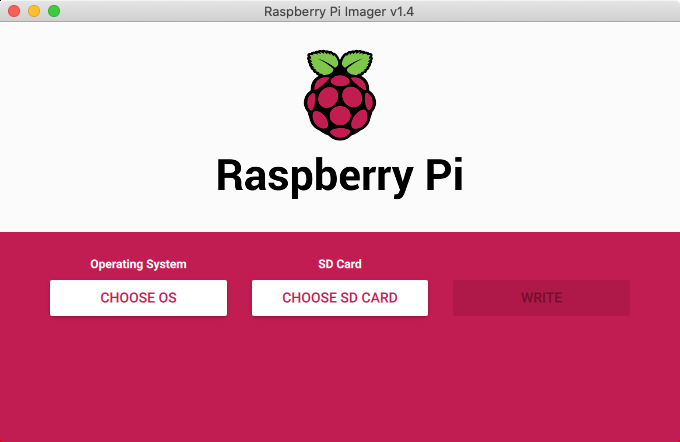 Raspberry Pi Imager v1.4
Raspberry Pi
Operating System
SD Card
CHOOSE OS
CHOOSE SD CARD
WRITE